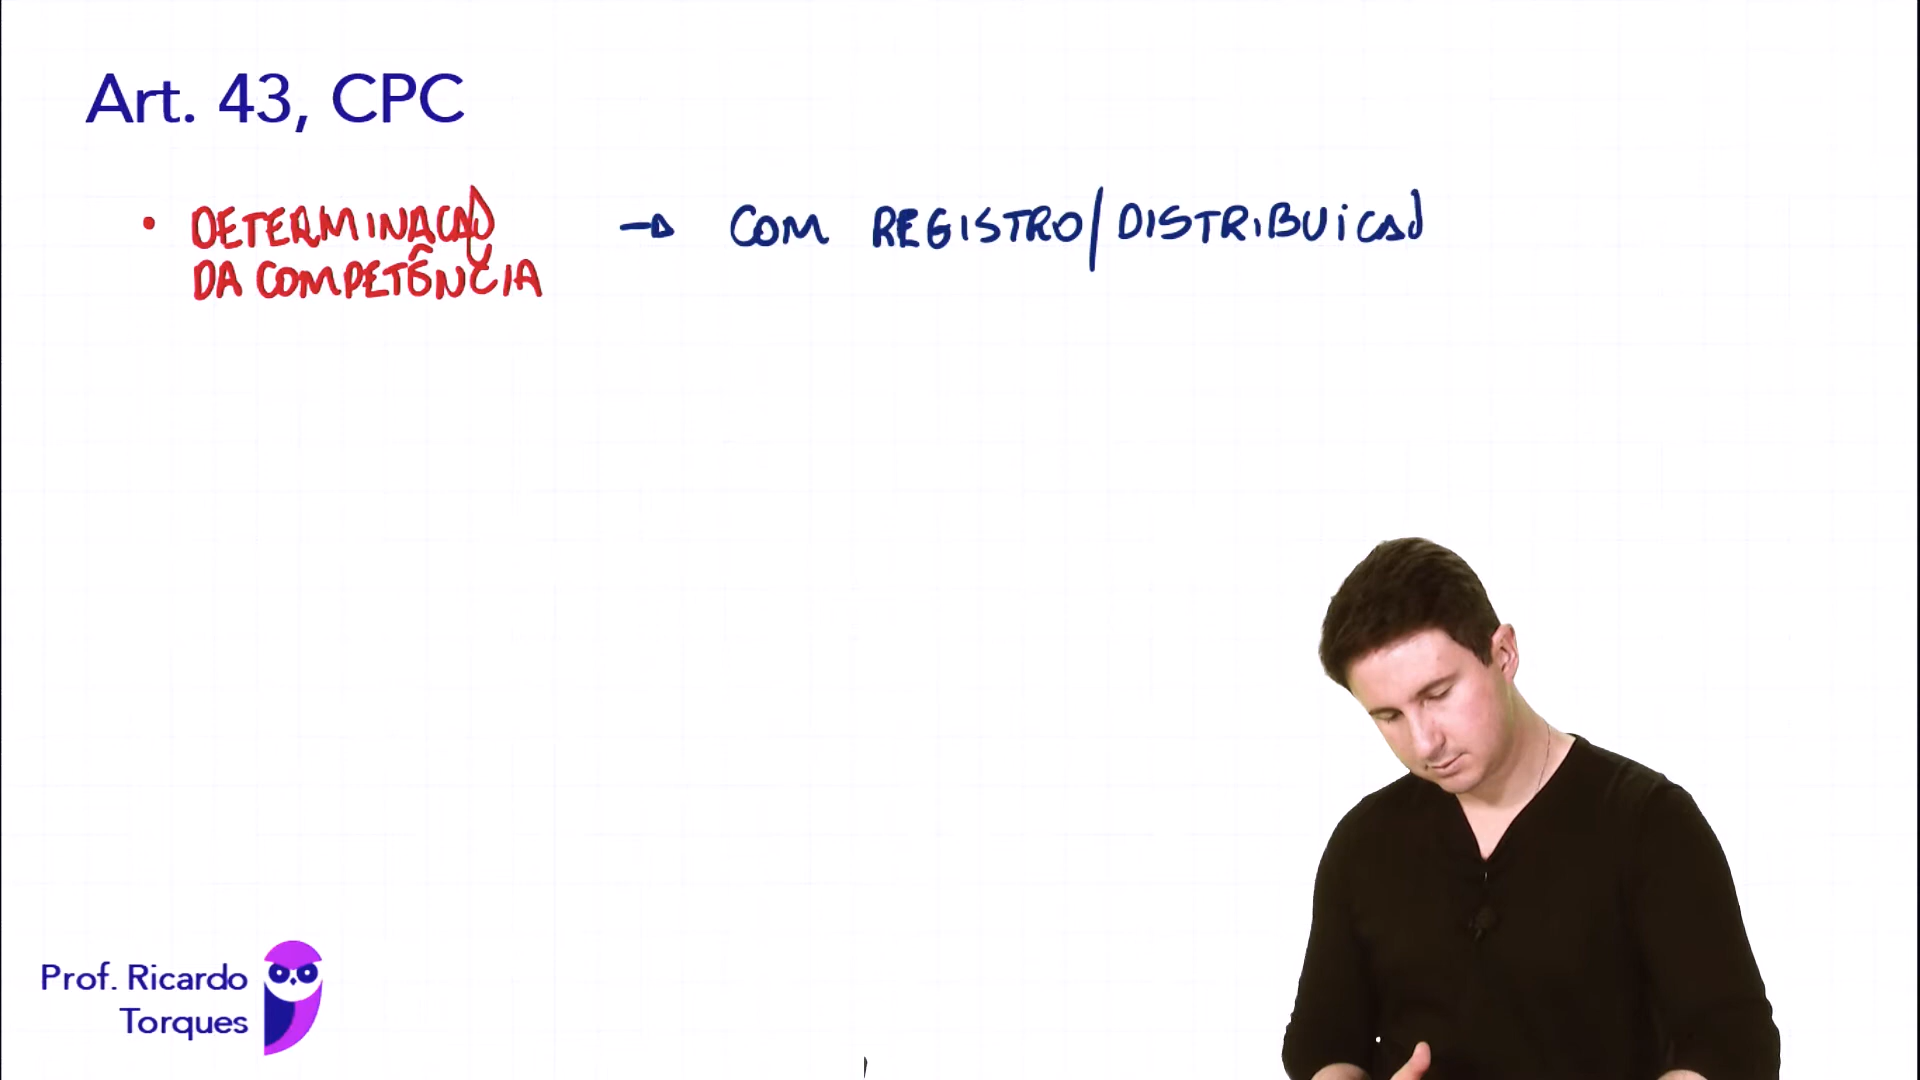 Art. 43, CPC
• DETERMINAÇÃO → COM REGISTRO/DISTRIBUIÇÃO
DA COMPETÊNCIA
Prof. Ricardo
Torques